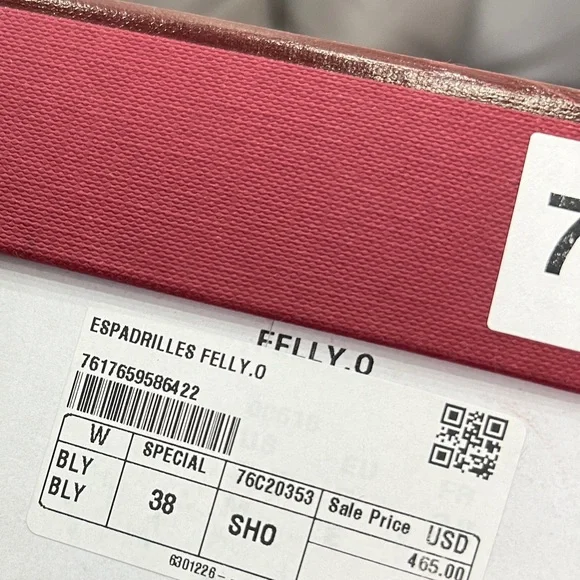 7
FELLY.O
ESPADRILLES FELLY.O
7617659586422
W SPECIAL 76C20353 Sale Price USD
BLY 38 SHO 465.00
BLY
6301226-